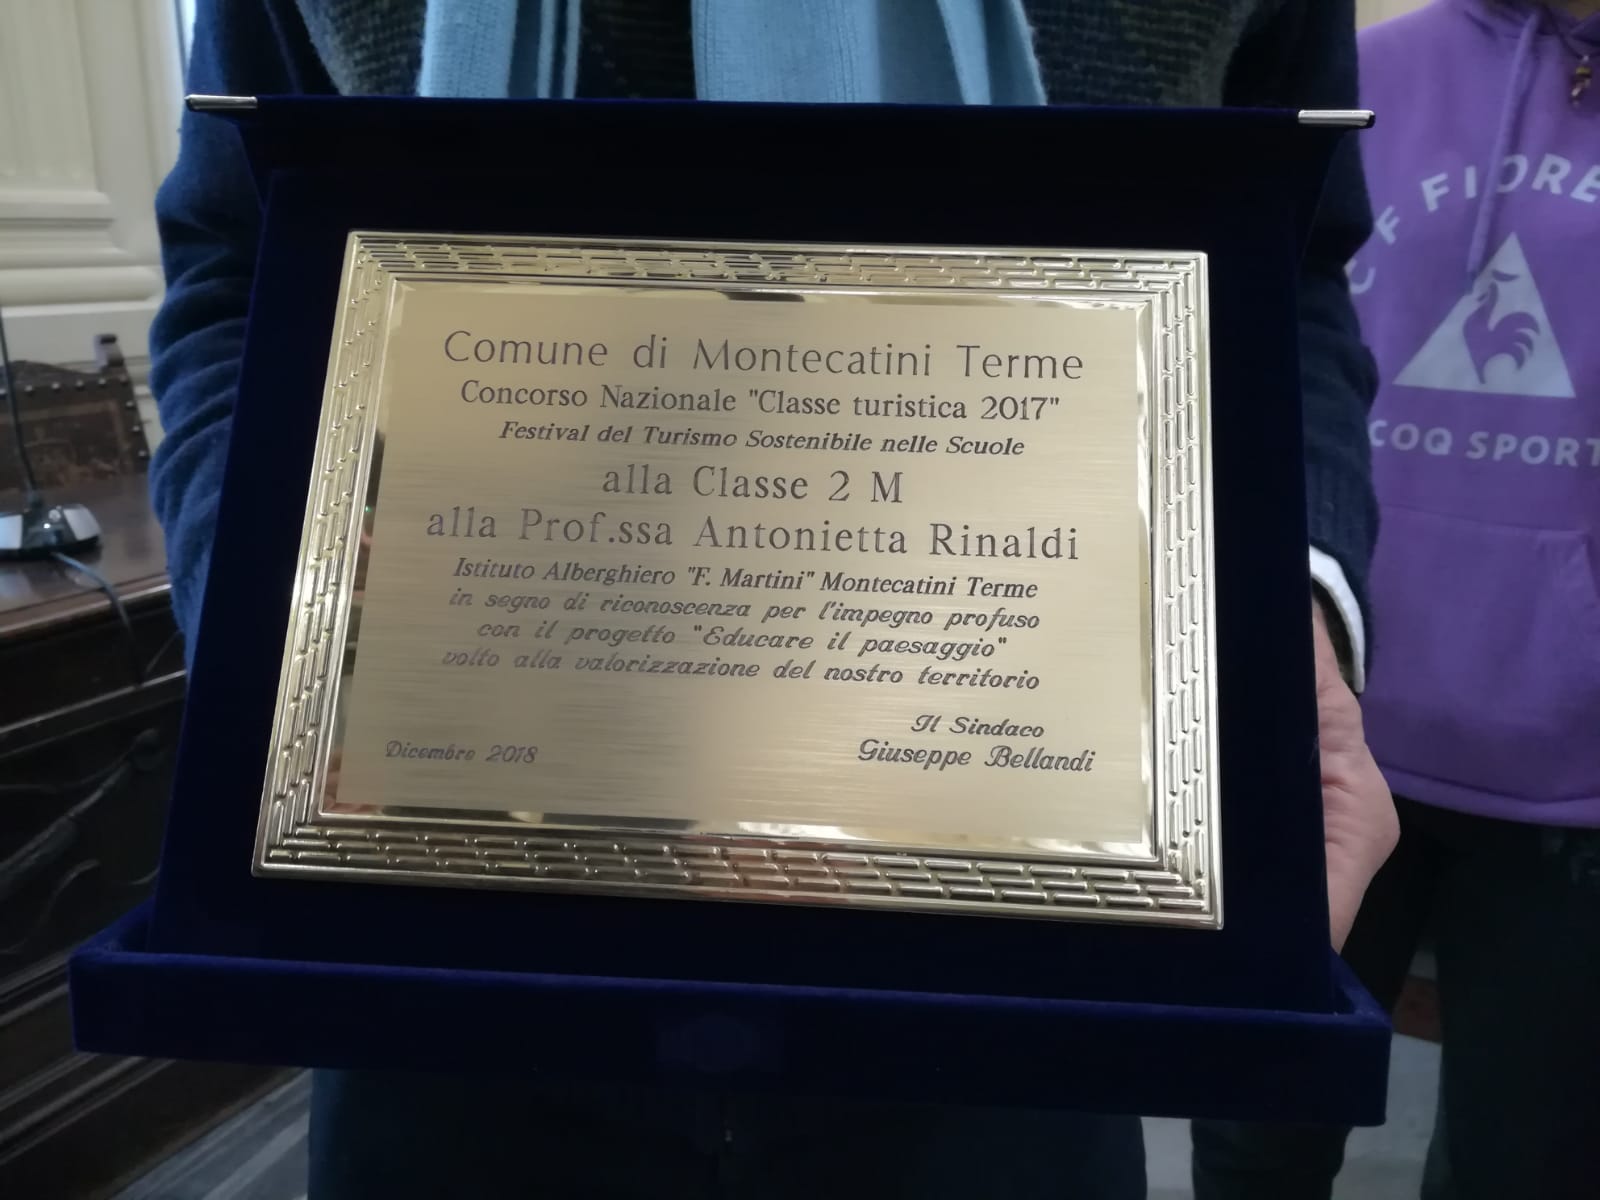 Comune di Montecatini Terme
Concorso Nazionale "Classe turistica 2017"
Festival del Turismo Sostenibile nelle Scuole
alla Classe 2 M
alla Prof.ssa Antonietta Rinaldi
Istituto Alberghiero "F. Martini" Montecatini Terme
in segno di riconoscenza per l'impegno profuso
con il progetto "Educare il paesaggio"
volto alla valorizzazione del nostro territorio
Il Sindaco
Dicembre 2018
Giuseppe Bellandi
COQ SPORT